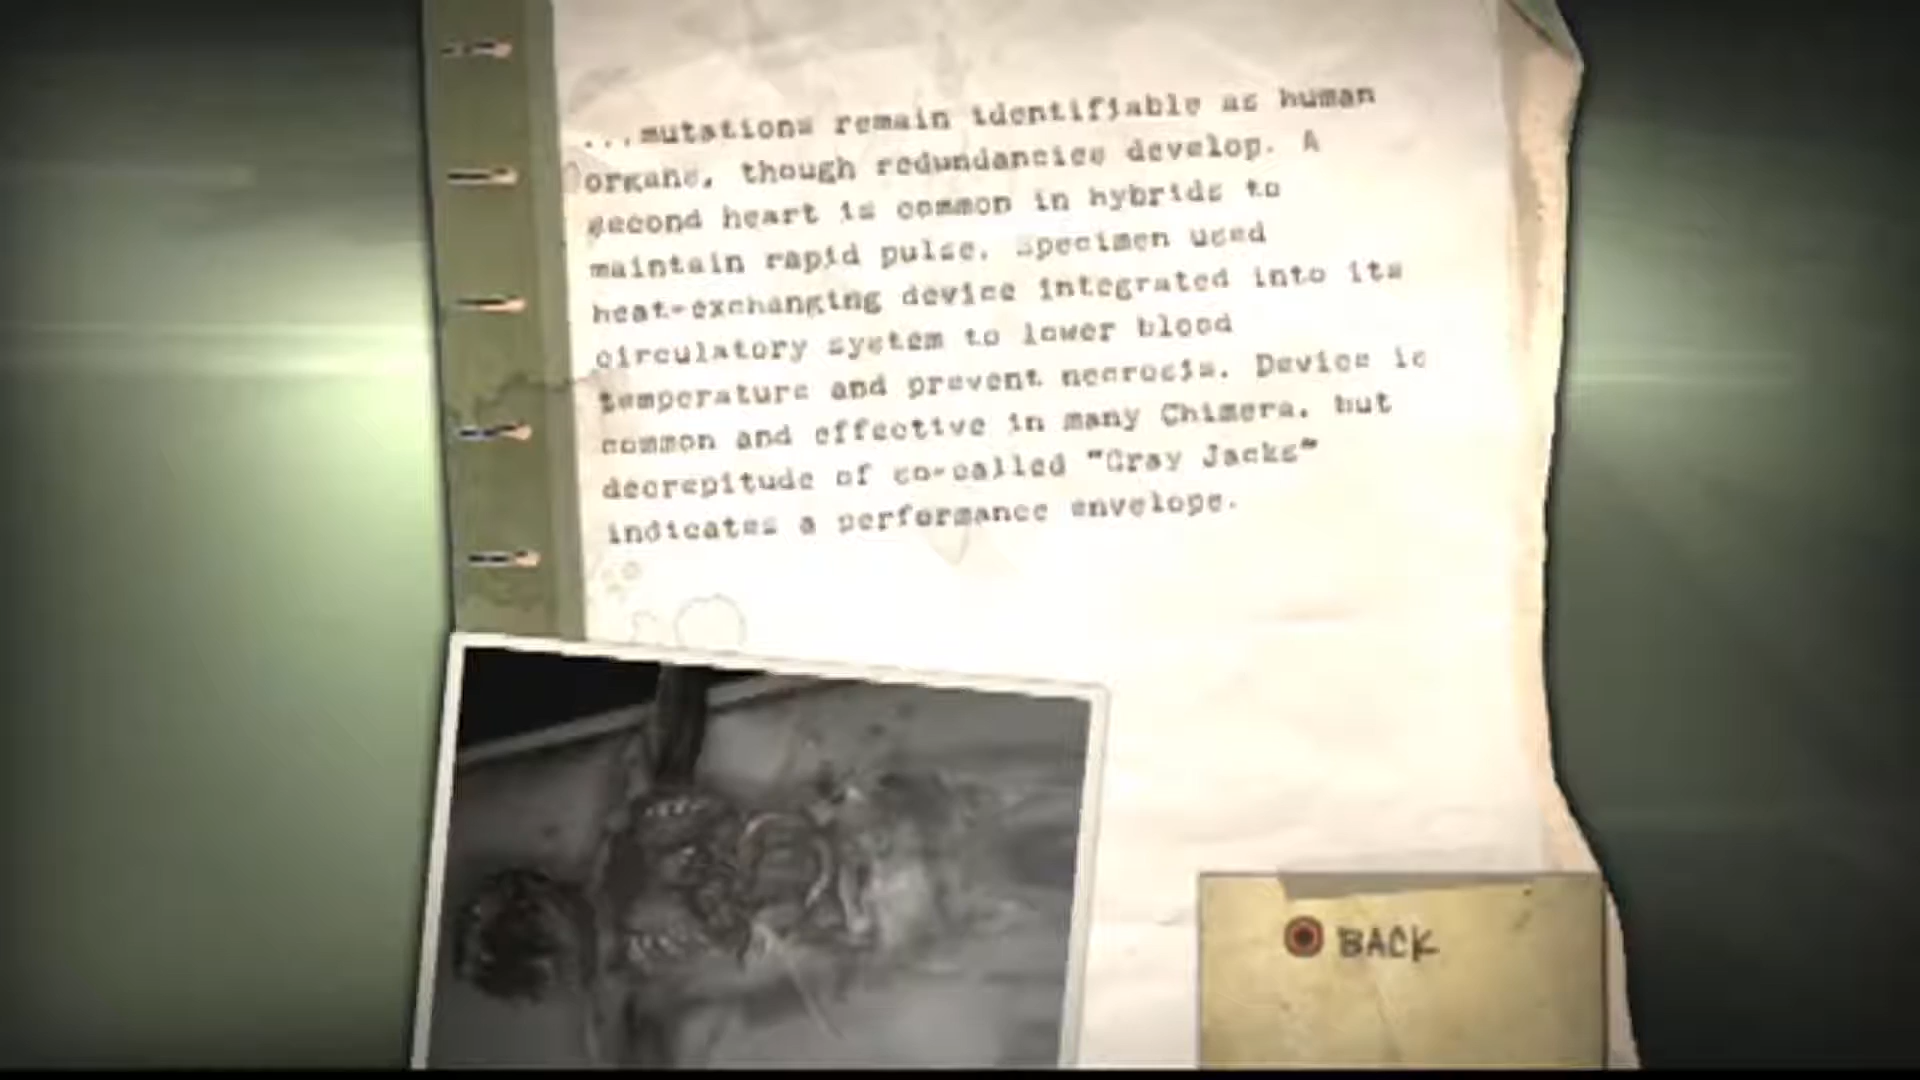 ...mutations remain identifiable as human
organs, though redundancies develop. A
second heart is common in hybrids to
maintain rapid pulse. Specimen used
heat-exchanging device integrated into its
circulatory system to lower blood
temperature and prevent necrosis. Device is
common and effective in many Chimera, but
decrepitude of so-called "Gray Jacks"
indicates a performance envelope.
BACK